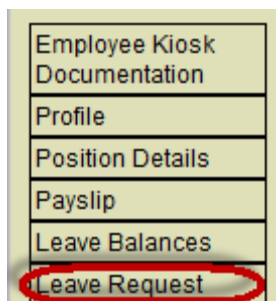 Employee Kiosk
Documentation
Profile
Position Details
Payslip
Leave Balances
Leave Request